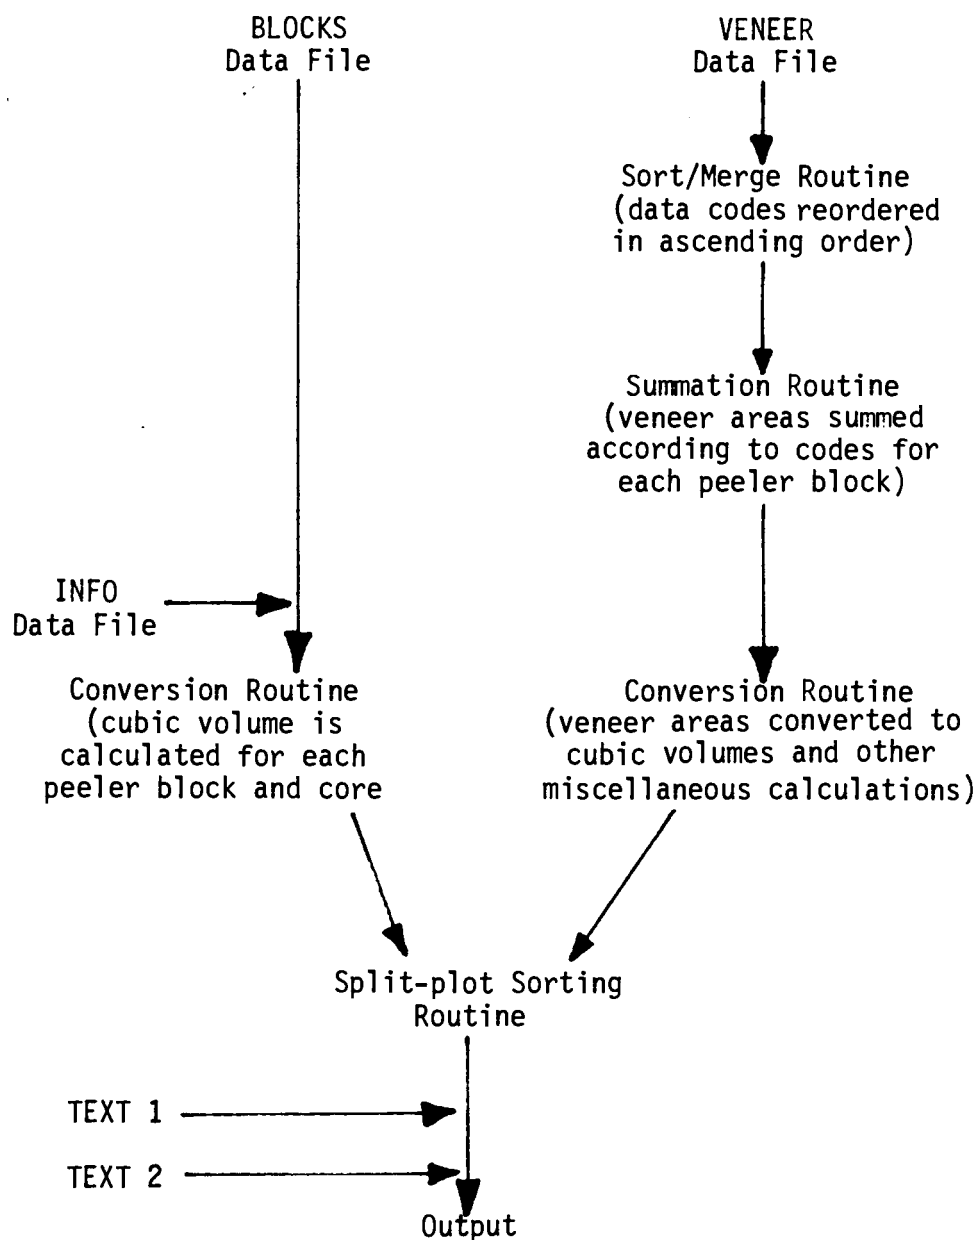 BLOCKS
Data File
VENEER
Data File
Sort/Merge Routine
(data codes reordered
in ascending order)
Summation Routine
(veneer areas summed
according to codes for
each peeler block)
INFO
Data File
Conversion Routine
(cubic volume is
calculated for each
peeler block and core
Conversion Routine
(veneer areas converted to
cubic volumes and other
miscellaneous calculations)
Split-plot Sorting
Routine
TEXT 1
TEXT 2
Output